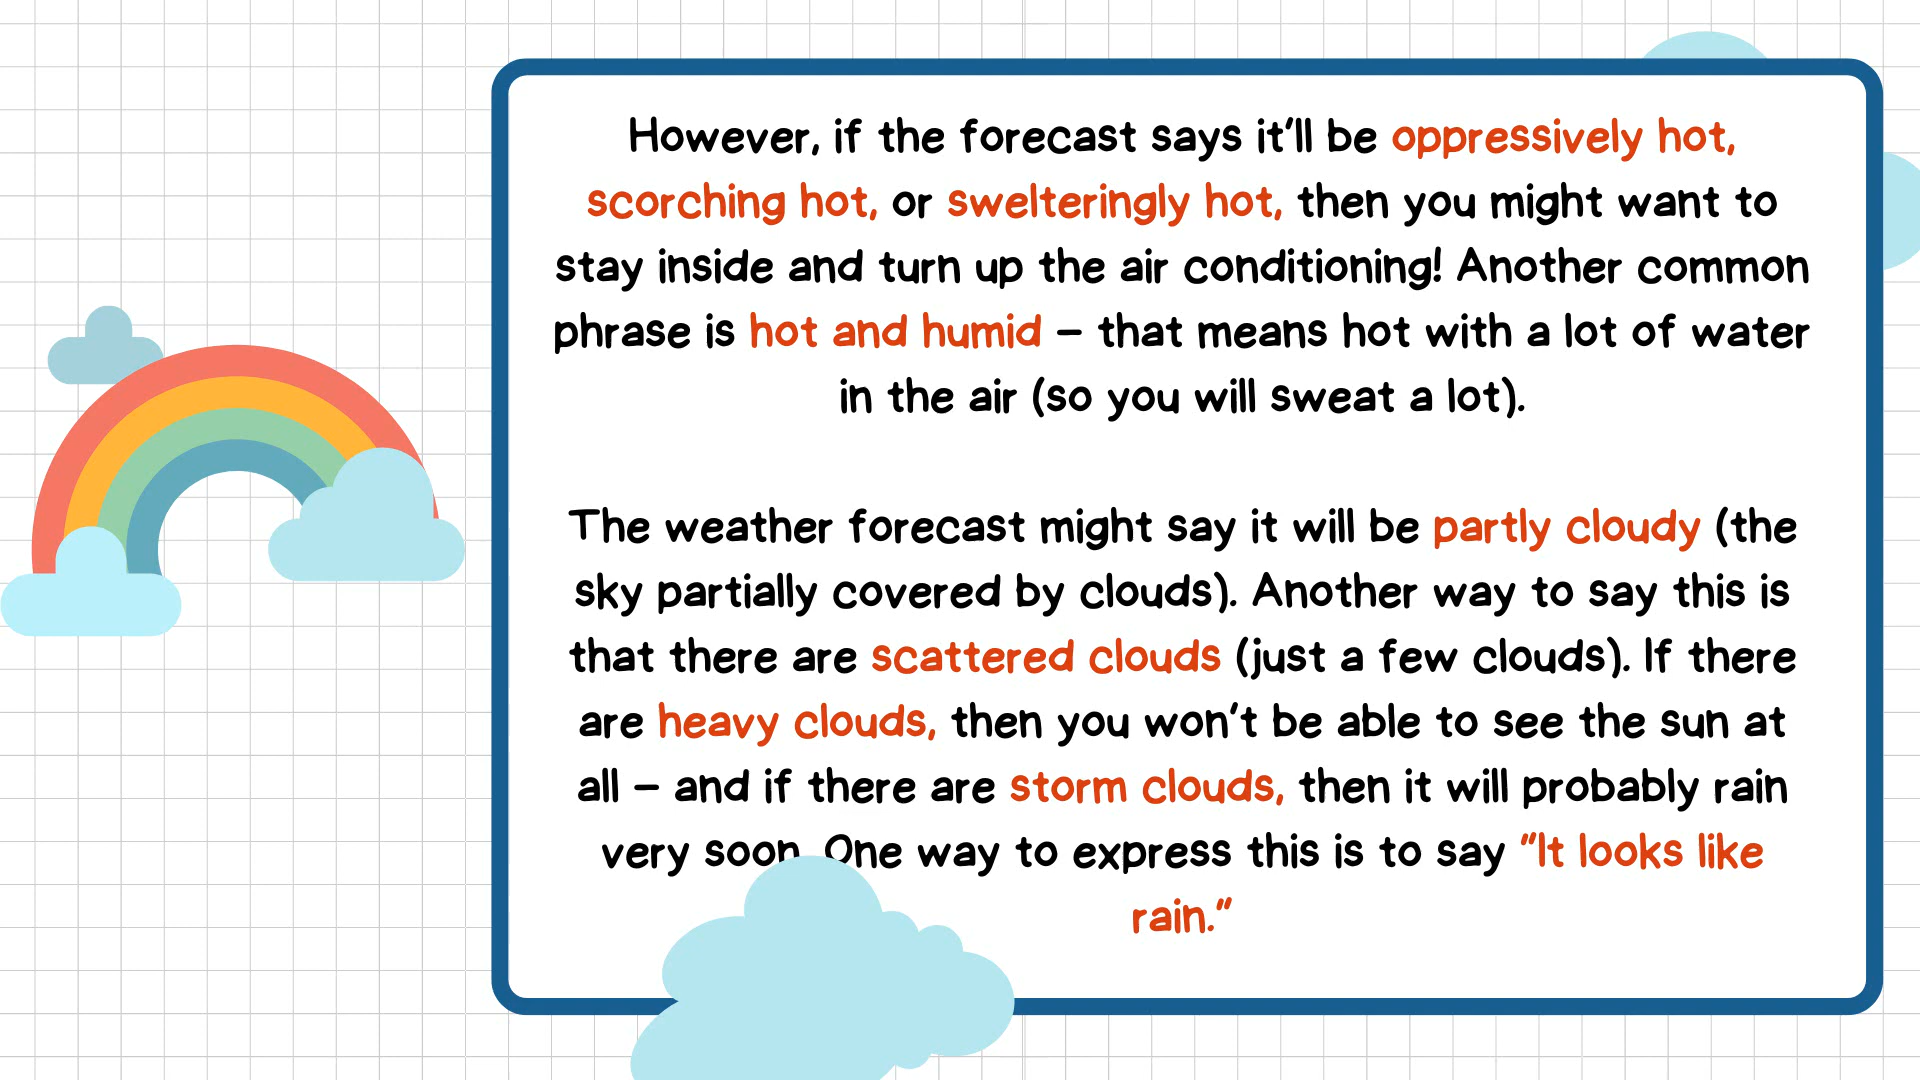 However, if the forecast says it'll be oppressively hot,
scorching hot, or swelteringly hot, then you might want to
stay inside and turn up the air conditioning! Another common
phrase is hot and humid – that means hot with a lot of water
in the air (so you will sweat a lot).
The weather forecast might say it will be partly cloudy (the
sky partially covered by clouds). Another way to say this is
that there are scattered clouds (just a few clouds). If there
are heavy clouds, then you won't be able to see the sun at
all – and if there are storm clouds, then it will probably rain
very soon. One way to express this is to say "It looks like
rain."